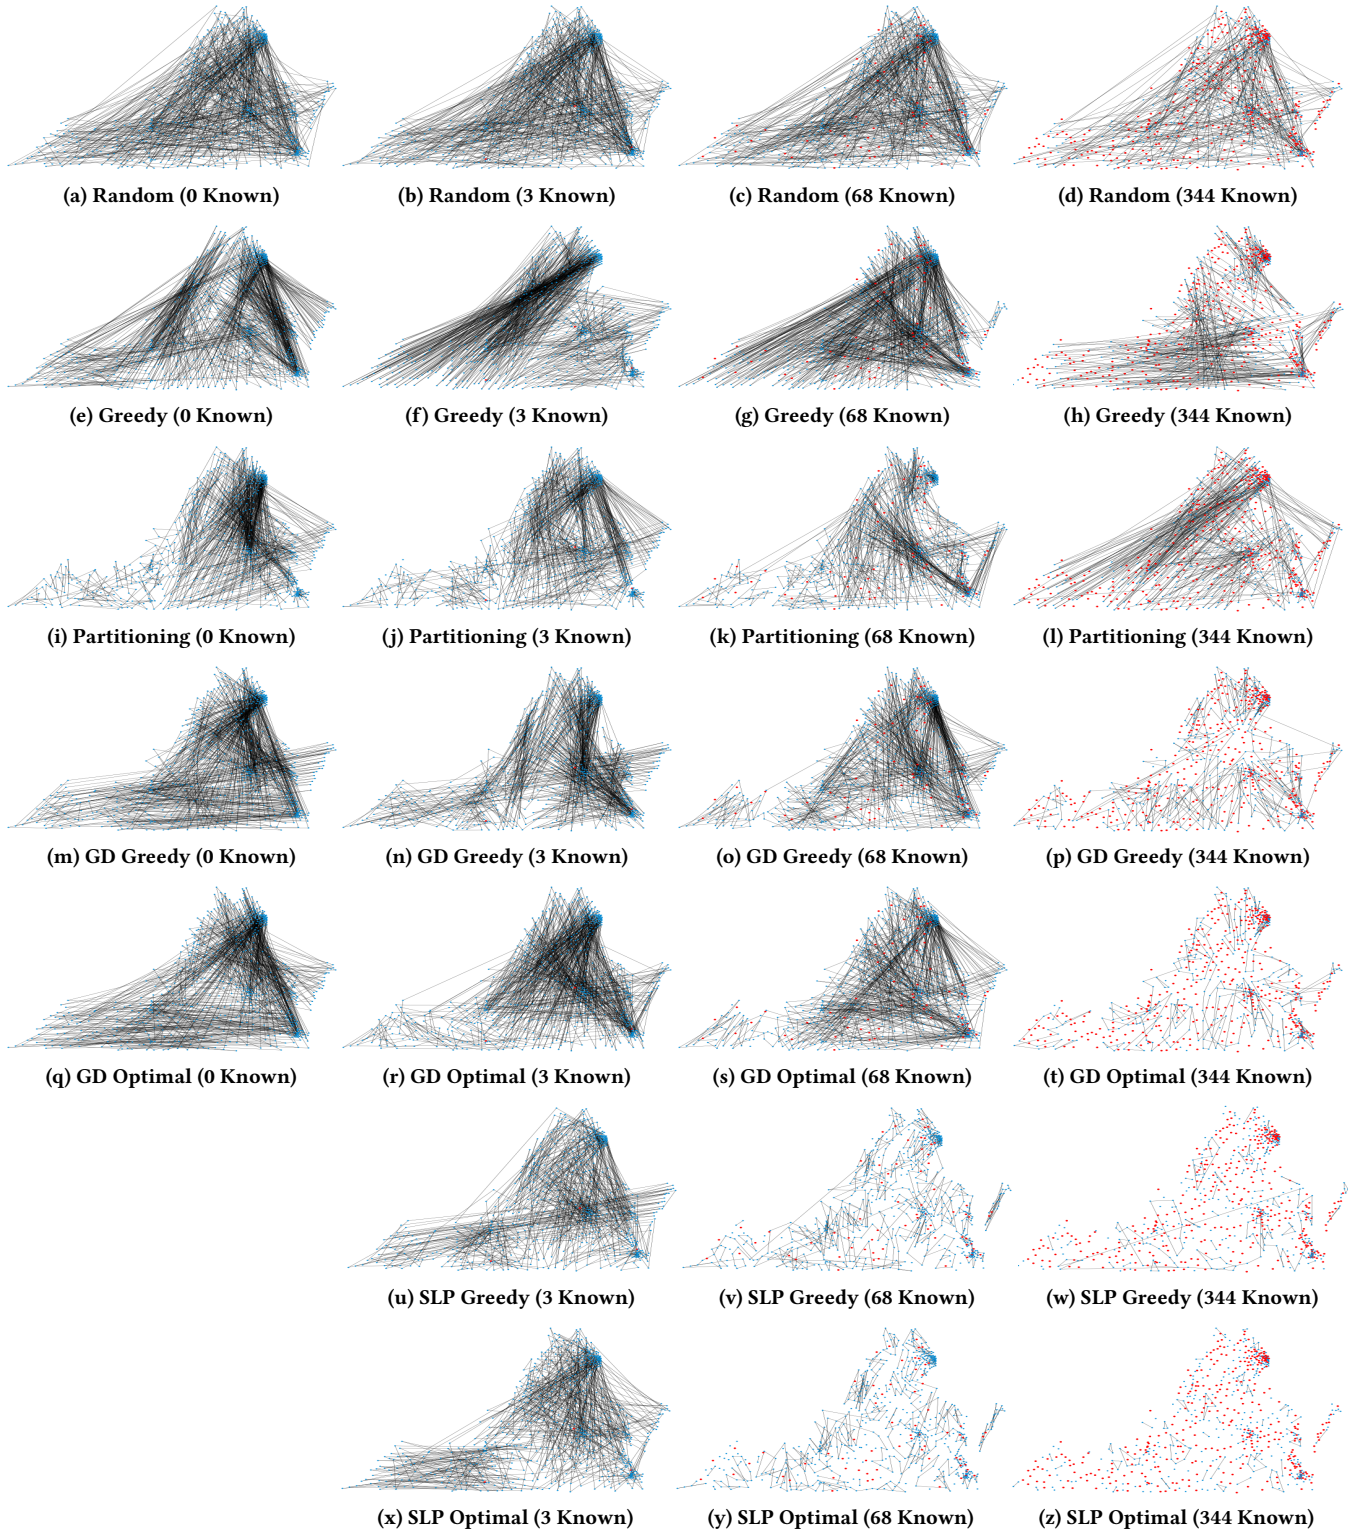 (a) Random (0 Known)
(b) Random (3 Known)
(c) Random (68 Known)
(d) Random (344 Known)
(e) Greedy (0 Known)
(f) Greedy (3 Known)
(g) Greedy (68 Known)
(h) Greedy (344 Known)
(i) Partitioning (0 Known)
(j) Partitioning (3 Known)
(k) Partitioning (68 Known)
(l) Partitioning (344 Known)
(m) GD Greedy (0 Known)
(n) GD Greedy (3 Known)
(o) GD Greedy (68 Known)
(p) GD Greedy (344 Known)
(q) GD Optimal (0 Known)
(r) GD Optimal (3 Known)
(s) GD Optimal (68 Known)
(t) GD Optimal (344 Known)
(u) SLP Greedy (3 Known)
(v) SLP Greedy (68 Known)
(w) SLP Greedy (344 Known)
(x) SLP Optimal (3 Known)
(y) SLP Optimal (68 Known)
(z) SLP Optimal (344 Known)